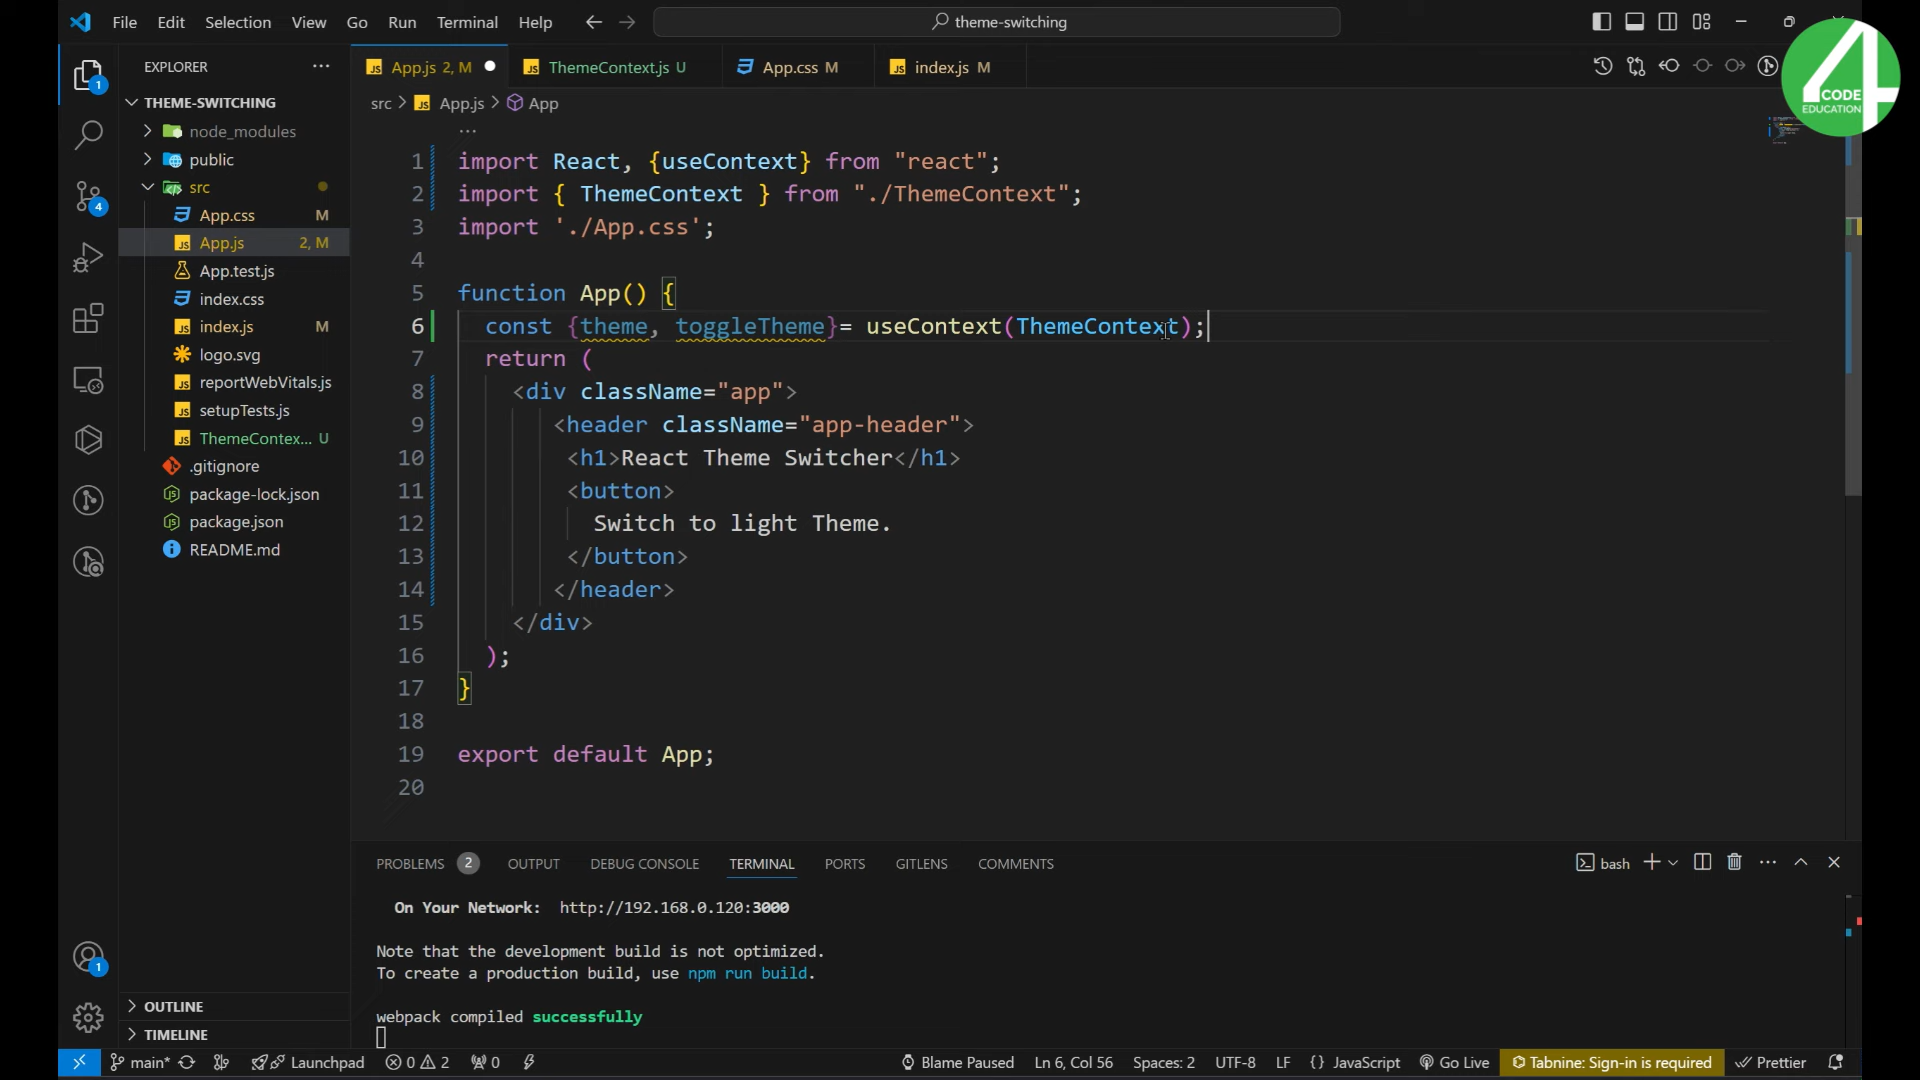 File Edit Selection View Go Run Terminal Help
theme-switching
4
CODE
EDUCATION
EXPLORER
App.js 2, M
ThemeContext.js U
App.css M
index.js M
THEME-SWITCHING
node_modules
public
src
App.css M
App.js 2, M
App.test.js
index.css
index.js M
logo.svg
reportWebVitals.js
setupTests.js
ThemeContex... U
.gitignore
package-lock.json
package.json
README.md
OUTLINE
TIMELINE
1
4
1
src > App.js > App
1 import React, {useContext} from "react";
2 import { ThemeContext } from "./ThemeContext";
3 import './App.css';
4
5 function App() {
6 const {theme, toggleTheme}= useContext(ThemeContext);
7 return (
8 <div className="app">
9 <header className="app-header">
10 <h1>React Theme Switcher</h1>
11 <button>
12 Switch to light Theme.
13 </button>
14 </header>
15 </div>
16 );
17 }
18
19 export default App;
20
PROBLEMS 2 OUTPUT DEBUG CONSOLE TERMINAL PORTS GITLENS COMMENTS
bash
On Your Network: http://192.168.0.120:3000
Note that the development build is not optimized.
To create a production build, use npm run build.
webpack compiled successfully
main* Launchpad 0 2 0 Blame Paused Ln 6, Col 56 Spaces: 2 UTF-8 LF {} JavaScript Go Live Tabnine: Sign-in is required Prettier